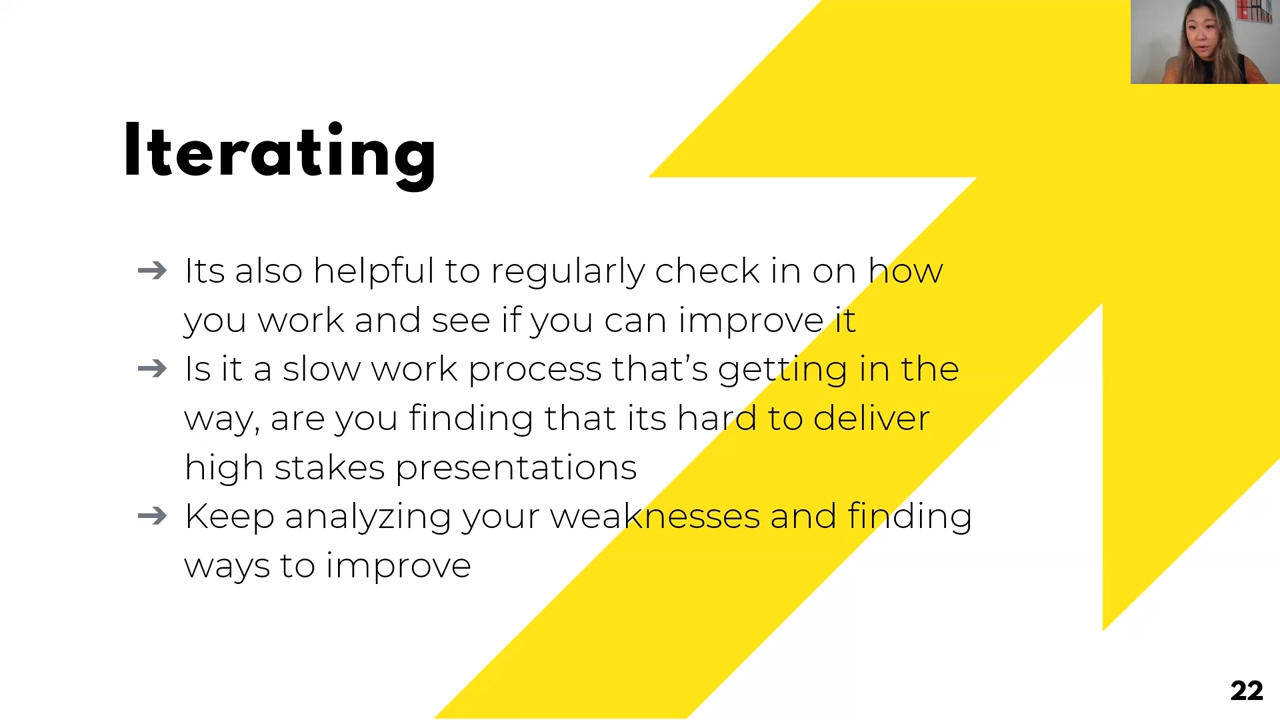 Iterating
➔ Its also helpful to regularly check in on how
you work and see if you can improve it
➔ Is it a slow work process that’s getting in the
way, are you finding that its hard to deliver
high stakes presentations
➔ Keep analyzing your weaknesses and finding
ways to improve
22